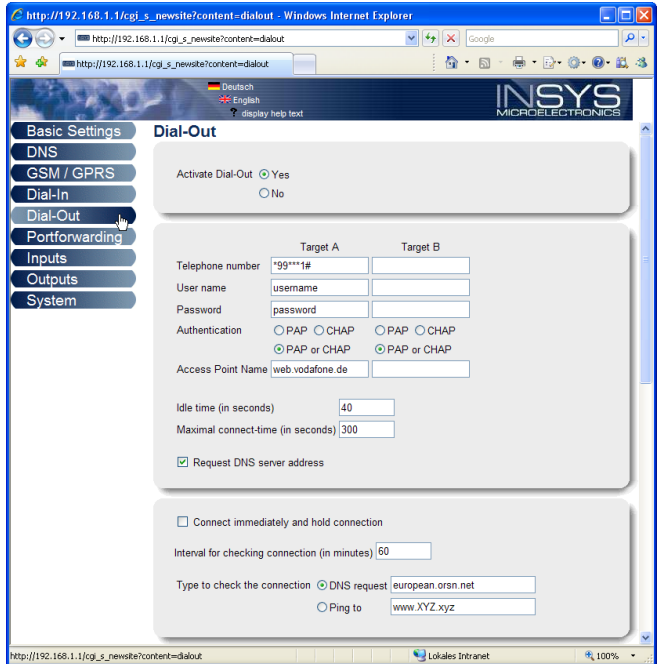 http://192.168.1.1/cgi_s_newsite?content=dialout - Windows Internet Explorer
http://192.168.1.1/cgi_s_newsite?content=dialout
Google
http://192.168.1.1/cgi_s_newsite?content=dialout
Deutsch
English
? display help text
INSYS
MICROELECTRONICS
Basic Settings
DNS
GSM / GPRS
Dial-In
Dial-Out
Portforwarding
Inputs
Outputs
System
Dial-Out
Activate Dial-Out Yes
No
Target A Target B
Telephone number *99***1#
User name username
Password password
Authentication PAP CHAP PAP CHAP
PAP or CHAP PAP or CHAP
Access Point Name web.vodafone.de
Idle time (in seconds) 40
Maximal connect-time (in seconds) 300
Request DNS server address
Connect immediately and hold connection
Interval for checking connection (in minutes) 60
Type to check the connection DNS request european.orsn.net
Ping to www.XYZ.xyz
http://192.168.1.1/cgi_s_newsite?content=dialout Lokales Intranet 100%